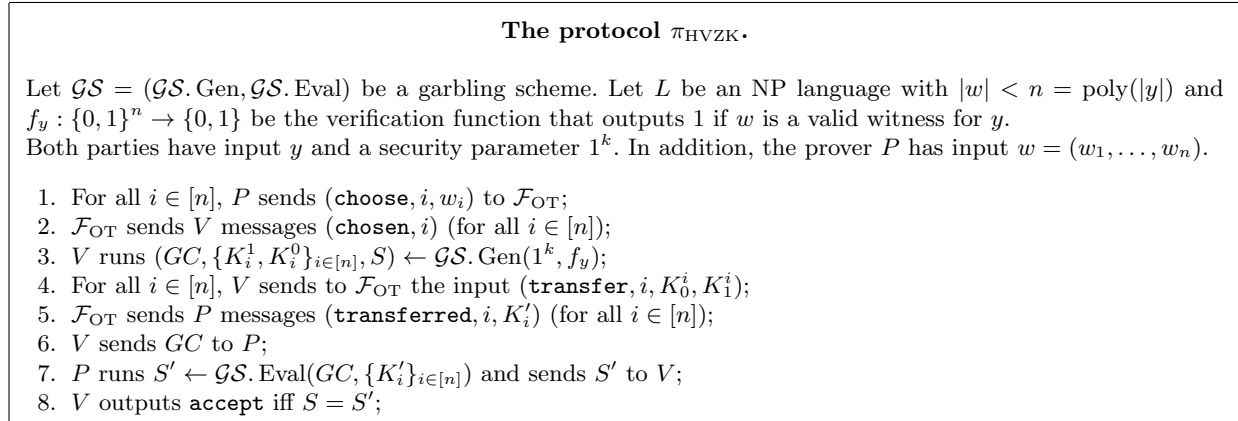 The protocol π_HVZK.
Let 𝒢𝒮 = (𝒢𝒮. Gen, 𝒢𝒮. Eval) be a garbling scheme. Let L be an NP language with |w| < n = poly(|y|) and
f_y : {0, 1}^n → {0, 1} be the verification function that outputs 1 if w is a valid witness for y.
Both parties have input y and a security parameter 1^k. In addition, the prover P has input w = (w_1, . . . , w_n).
1. For all i ∈ [n], P sends (choose, i, w_i) to ℱ_OT;
2. ℱ_OT sends V messages (chosen, i) (for all i ∈ [n]);
3. V runs (GC, {K_i^1, K_i^0}_{i∈[n]}, S) ← 𝒢𝒮. Gen(1^k, f_y);
4. For all i ∈ [n], V sends to ℱ_OT the input (transfer, i, K_0^i, K_1^i);
5. ℱ_OT sends P messages (transferred, i, K_i′) (for all i ∈ [n]);
6. V sends GC to P;
7. P runs S′ ← 𝒢𝒮. Eval(GC, {K_i′}_{i∈[n]}) and sends S′ to V;
8. V outputs accept iff S = S′;